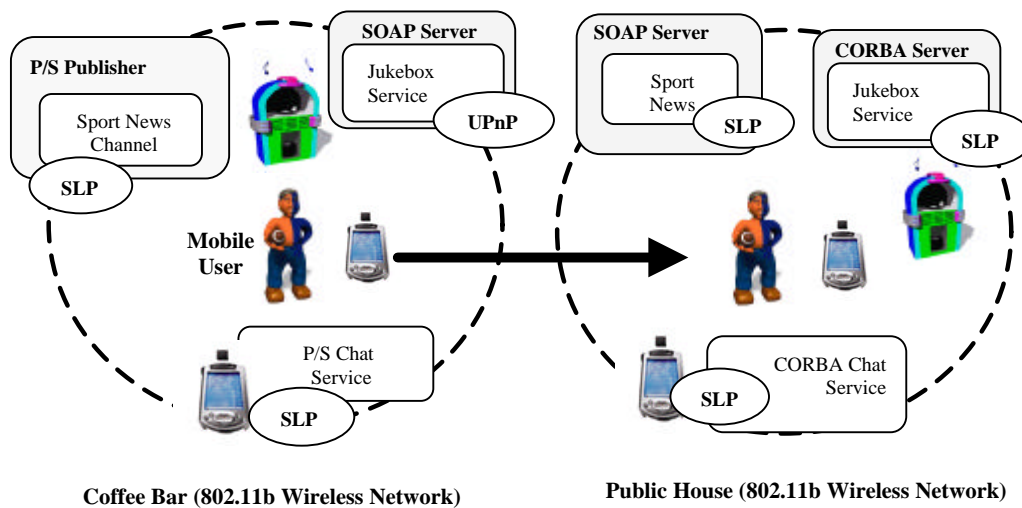 P/S Publisher
Sport News
Channel
SLP
SOAP Server
Jukebox
Service
UPnP
Mobile
User
P/S Chat
Service
SLP
Coffee Bar (802.11b Wireless Network)
SOAP Server
Sport
News
SLP
CORBA Server
Jukebox
Service
SLP
CORBA Chat
Service
SLP
Public House (802.11b Wireless Network)